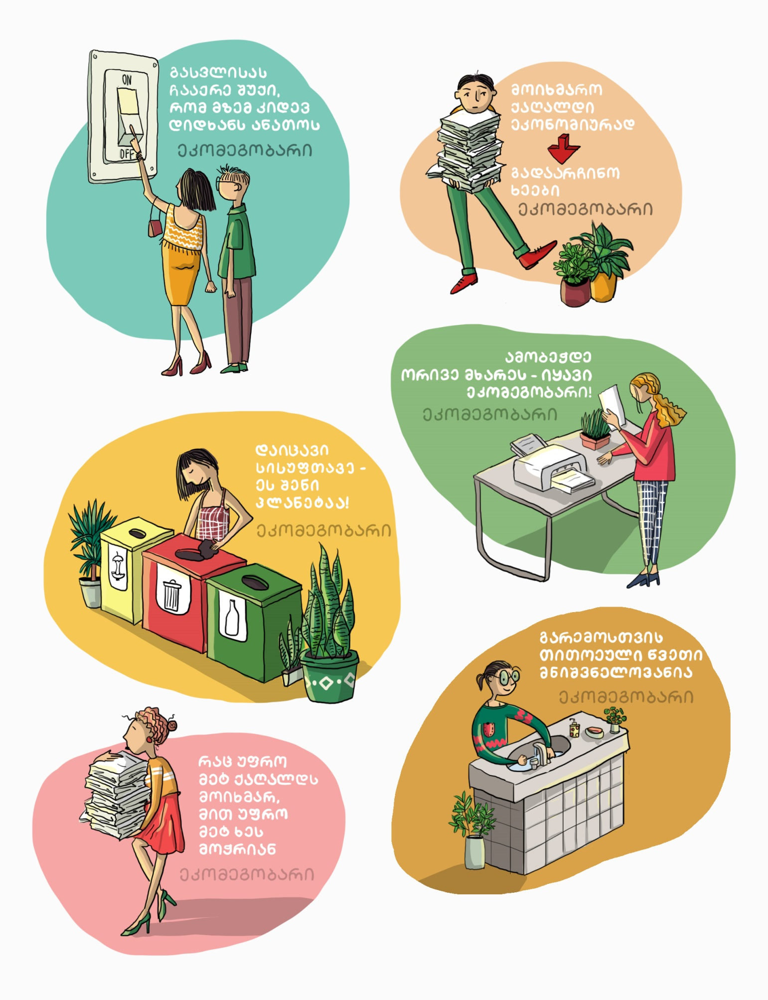 ON
OFF
გასვლისას
ჩააქრე შუქი,
რომ მზემ კიდევ
დიდხანს ანათოს
ეკომეგობარი
მოიხმარო
ქაღალდი
ეკონომიურად
გადაარჩინო
ხეები
ეკომეგობარი
ამობეჭდე
ორივე მხარეს - იყავი
ეკომეგობარი!
ეკომეგობარი
დაიცავი
სისუფთავე -
ეს შენი
პლანეტაა!
ეკომეგობარი
გარემოსთვის
თითოეული წვეთი
მნიშვნელოვანია
ეკომეგობარი
რაც უფრო
მეტ ქაღალდს
მოიხმარ,
მით უფრო
მეტ ხეს
მოჭრიან
ეკომეგობარი